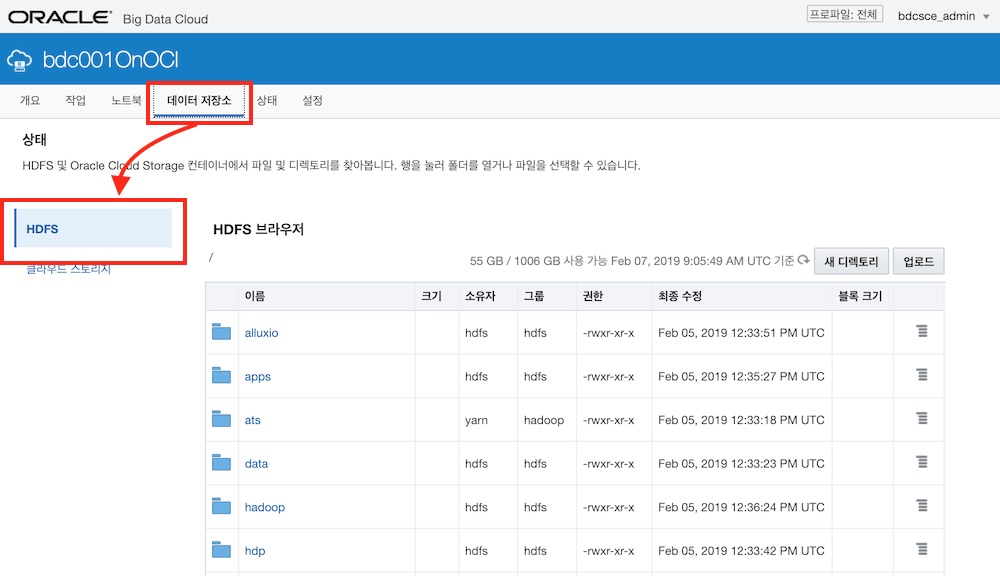 ORACLE Big Data Cloud 프로파일: 전체 bdcsce_admin
bdc001OnOCI
개요 작업 노트북 데이터 저장소 상태 설정
상태
HDFS 및 Oracle Cloud Storage 컨테이너에서 파일 및 디렉토리를 찾아봅니다. 행을 눌러 폴더를 열거나 파일을 선택할 수 있습니다.
HDFS
클라우드 스토리지
HDFS 브라우저
/ 55 GB / 1006 GB 사용 가능 Feb 07, 2019 9:05:49 AM UTC 기준 새 디렉토리 업로드
이름 크기 소유자 그룹 권한 최종 수정 블록 크기
alluxio hdfs hdfs -rwxr-xr-x Feb 05, 2019 12:33:51 PM UTC
apps hdfs hdfs -rwxr-xr-x Feb 05, 2019 12:35:27 PM UTC
ats yarn hadoop -rwxr-xr-x Feb 05, 2019 12:33:18 PM UTC
data hdfs hdfs -rwxr-xr-x Feb 05, 2019 12:33:23 PM UTC
hadoop hdfs hdfs -rwxr-xr-x Feb 05, 2019 12:36:24 PM UTC
hdp hdfs hdfs -rwxr-xr-x Feb 05, 2019 12:33:42 PM UTC